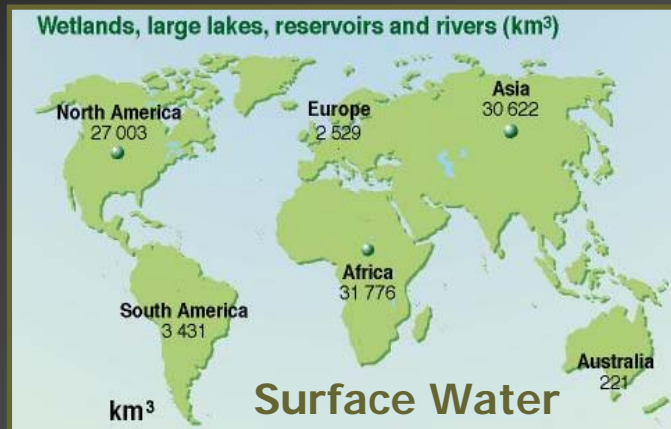 Wetlands, large lakes, reservoirs and rivers (km³)
North America
27 003
Europe
2 529
Asia
30 622
Africa
31 776
South America
3 431
Australia
221
km³
Surface Water